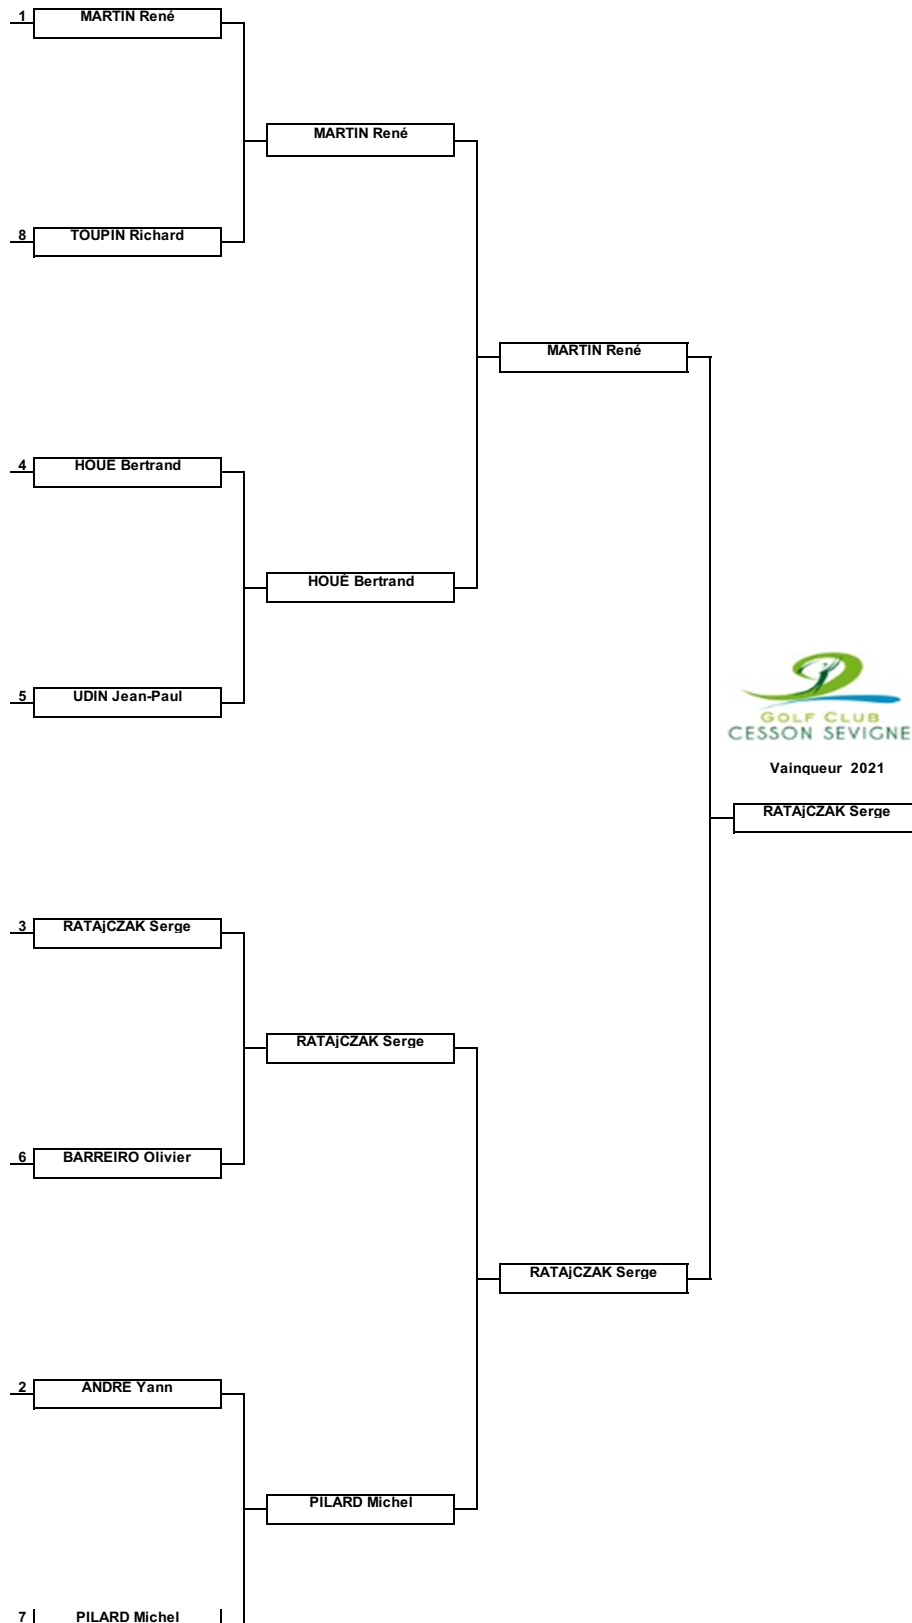 1 MARTIN René
MARTIN René
8 TOUPIN Richard
MARTIN René
4 HOUÉ Bertrand
HOUÉ Bertrand
5 UDIN Jean-Paul
GOLF CLUB
CESSON SEVIGNE
Vainqueur 2021
RATAjCZAK Serge
3 RATAjCZAK Serge
RATAjCZAK Serge
6 BARREIRO Olivier
RATAjCZAK Serge
2 ANDRE Yann
PILARD Michel
7 PILARD Michel